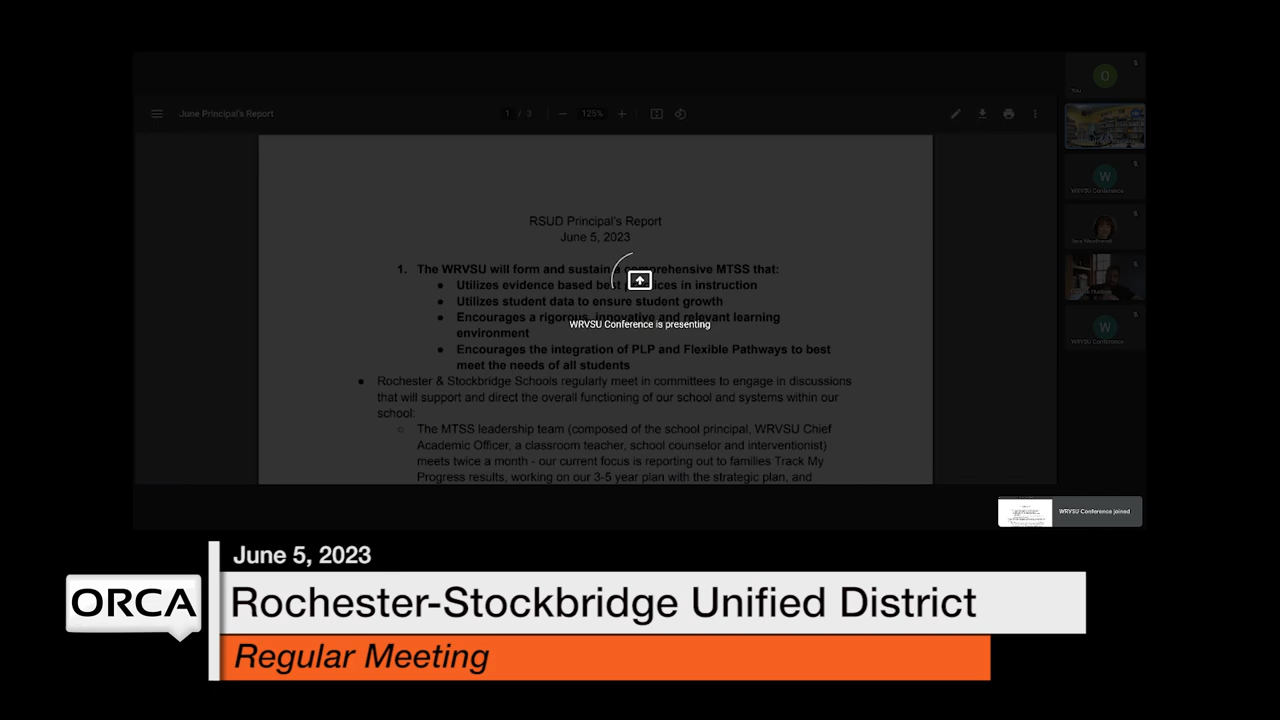 June Principal's Report
1 / 3
125%
RSUD Principal's Report
June 5, 2023
1. The WRVSU will form and sustain a comprehensive MTSS that:
● Utilizes evidence based best practices in instruction
● Utilizes student data to ensure student growth
● Encourages a rigorous, innovative and relevant learning
environment
● Encourages the integration of PLP and Flexible Pathways to best
meet the needs of all students
● Rochester & Stockbridge Schools regularly meet in committees to engage in discussions
that will support and direct the overall functioning of our school and systems within our
school:
○ The MTSS leadership team (composed of the school principal, WRVSU Chief
Academic Officer, a classroom teacher, school counselor and interventionist)
meets twice a month - our current focus is reporting out to families Track My
Progress results, working on our 3-5 year plan with the strategic plan, and
WRVSU Conference is presenting
O
You
W
WRVSU Conference
W
WRVSU Conference
WRVSU Conference joined
June 5, 2023
ORCA
Rochester-Stockbridge Unified District
Regular Meeting